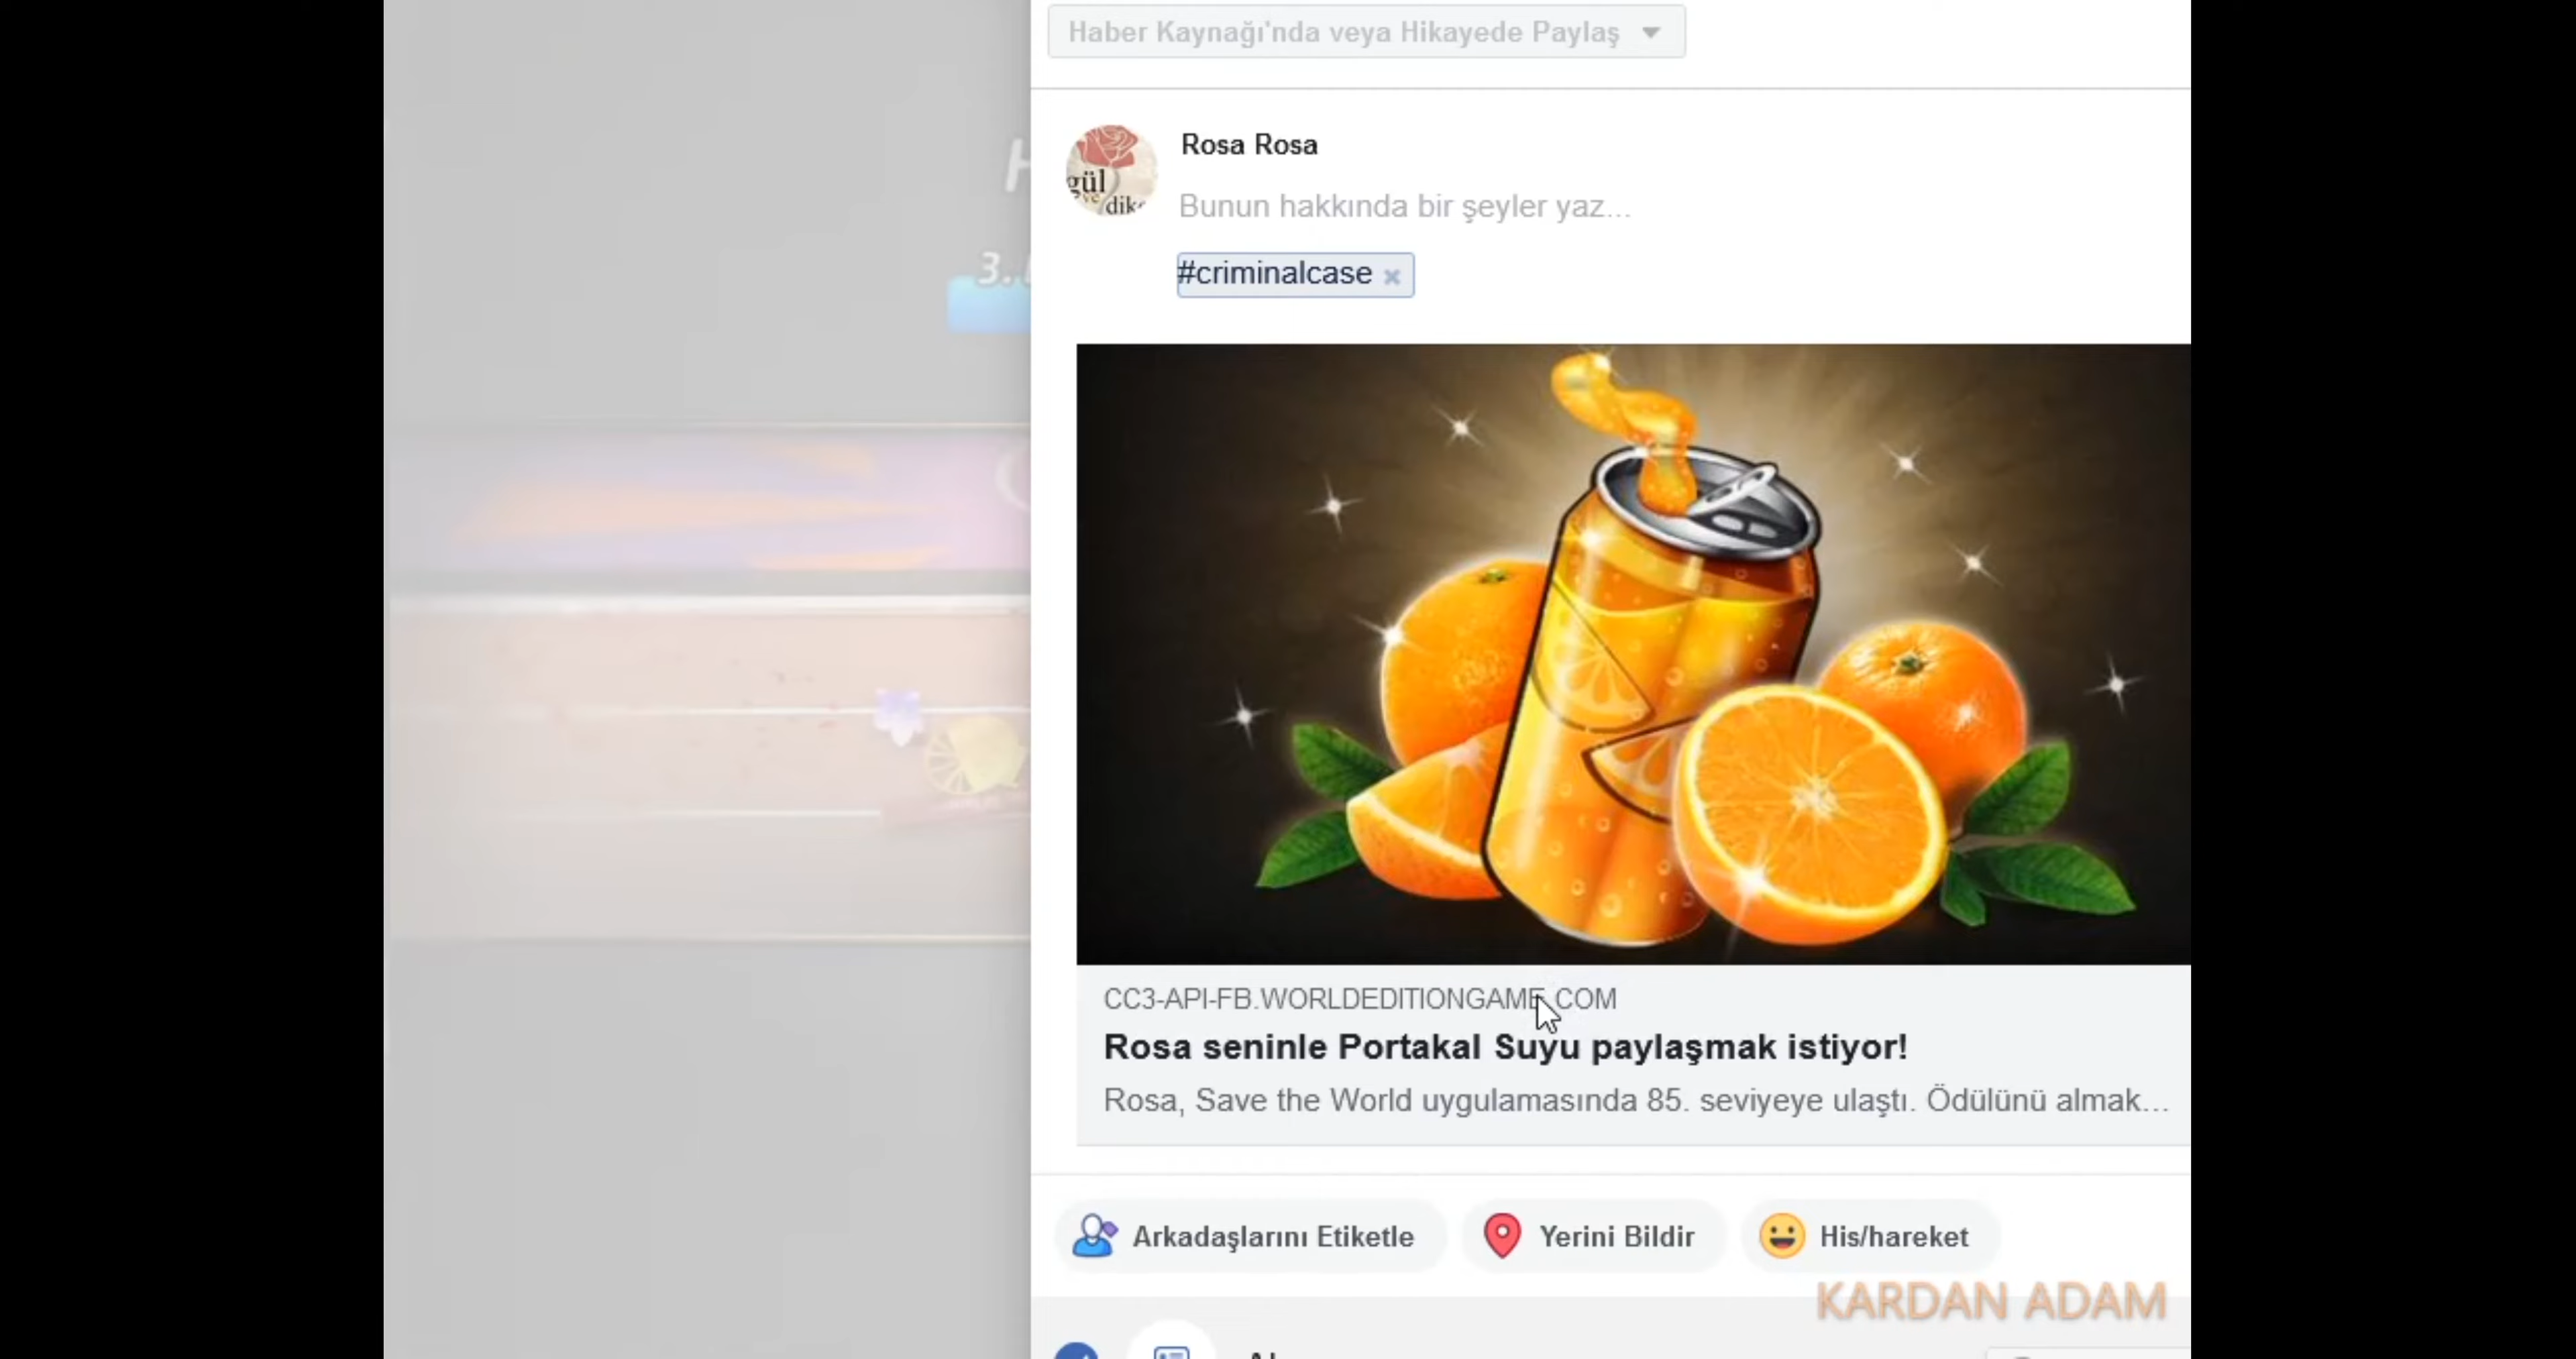 Haber Kaynağı'nda veya Hikayede Paylaş
Rosa Rosa
gül
ve
Bunun hakkında bir şeyler yaz...
#criminalcase
CC3-API-FB.WORLDEDITIONGAME.COM
Rosa seninle Portakal Suyu paylaşmak istiyor!
Rosa, Save the World uygulamasında 85. seviyeye ulaştı. Ödülünü almak...
Arkadaşlarını Etiketle
Yerini Bildir
His/hareket
KARDAN ADAM